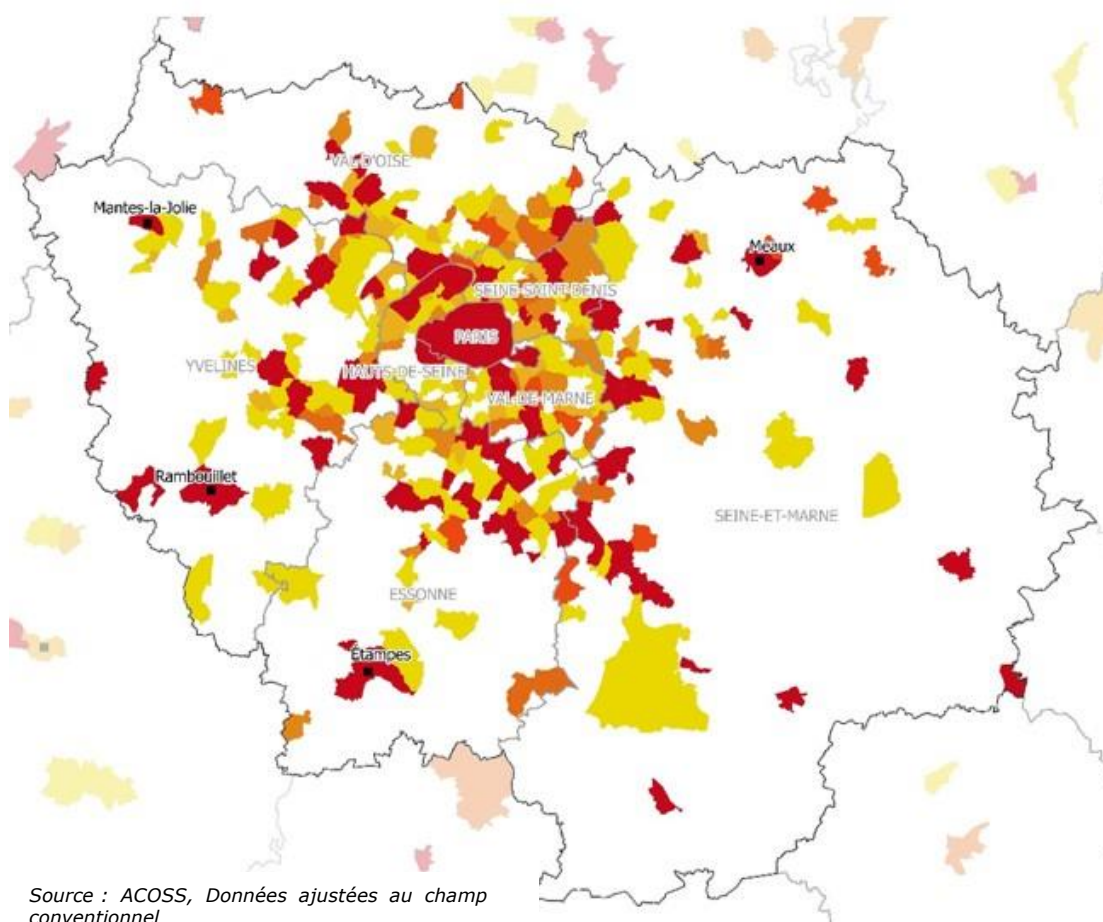 VAL D'OISE
Mantes-la-Jolie
Meaux
SEINE-SAINT-DENIS
PARIS
YVELINES
HAUTS-DE-SEINE
VAL-DE-MARNE
Rambouillet
SEINE-ET-MARNE
ESSONNE
Étampes
Source : ACOSS, Données ajustées au champ
conventionnel